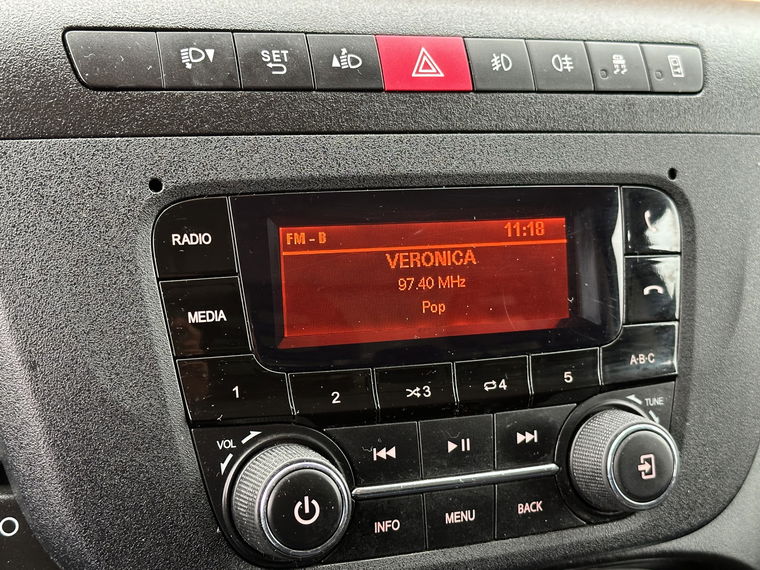 SET
RADIO
FM - B 11:18
VERONICA
97.40 MHz
Pop
MEDIA
1 2 3 4 5 A·B·C
VOL
TUNE
INFO MENU BACK